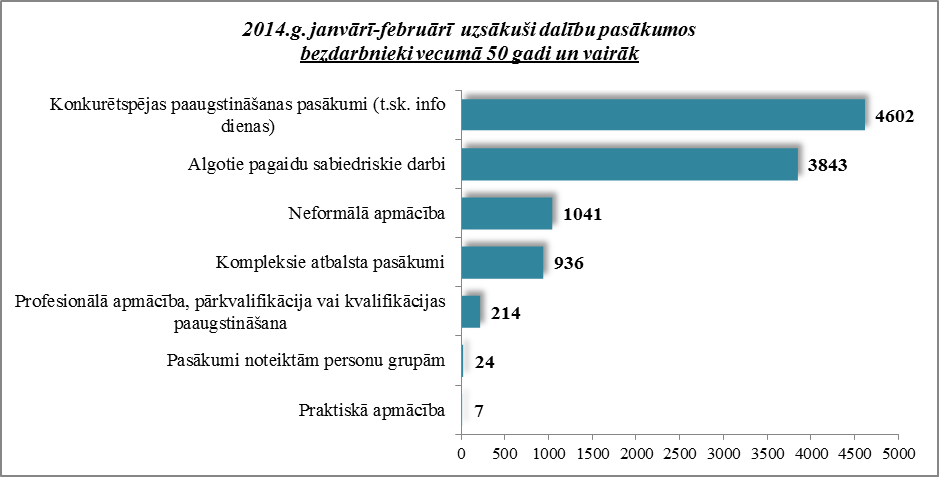 2014.g. janvārī-februārī uzsākuši dalību pasākumos
bezdarbnieki vecumā 50 gadi un vairāk
Konkurētspējas paaugstināšanas pasākumi (t.sk. info
dienas)
4602
Algotie pagaidu sabiedriskie darbi
3843
Neformālā apmācība
1041
Kompleksie atbalsta pasākumi
936
Profesionālā apmācība, pārkvalifikācija vai kvalifikācijas
paaugstināšana
214
Pasākumi noteiktām personu grupām
24
Praktiskā apmācība
7
0 500 1000 1500 2000 2500 3000 3500 4000 4500 5000